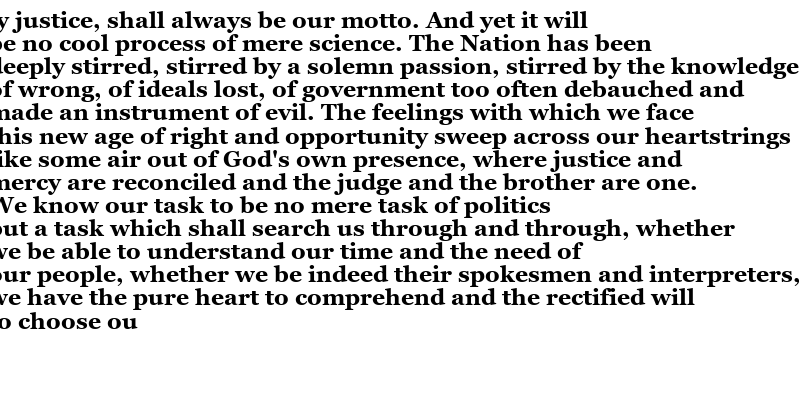 y justice, shall always be our motto. And yet it will
be no cool process of mere science. The Nation has been
deeply stirred, stirred by a solemn passion, stirred by the knowledge
of wrong, of ideals lost, of government too often debauched and
made an instrument of evil. The feelings with which we face
this new age of right and opportunity sweep across our heartstrings
like some air out of God's own presence, where justice and
mercy are reconciled and the judge and the brother are one.
We know our task to be no mere task of politics
but a task which shall search us through and through, whether
we be able to understand our time and the need of
our people, whether we be indeed their spokesmen and interpreters,
we have the pure heart to comprehend and the rectified will
to choose ou